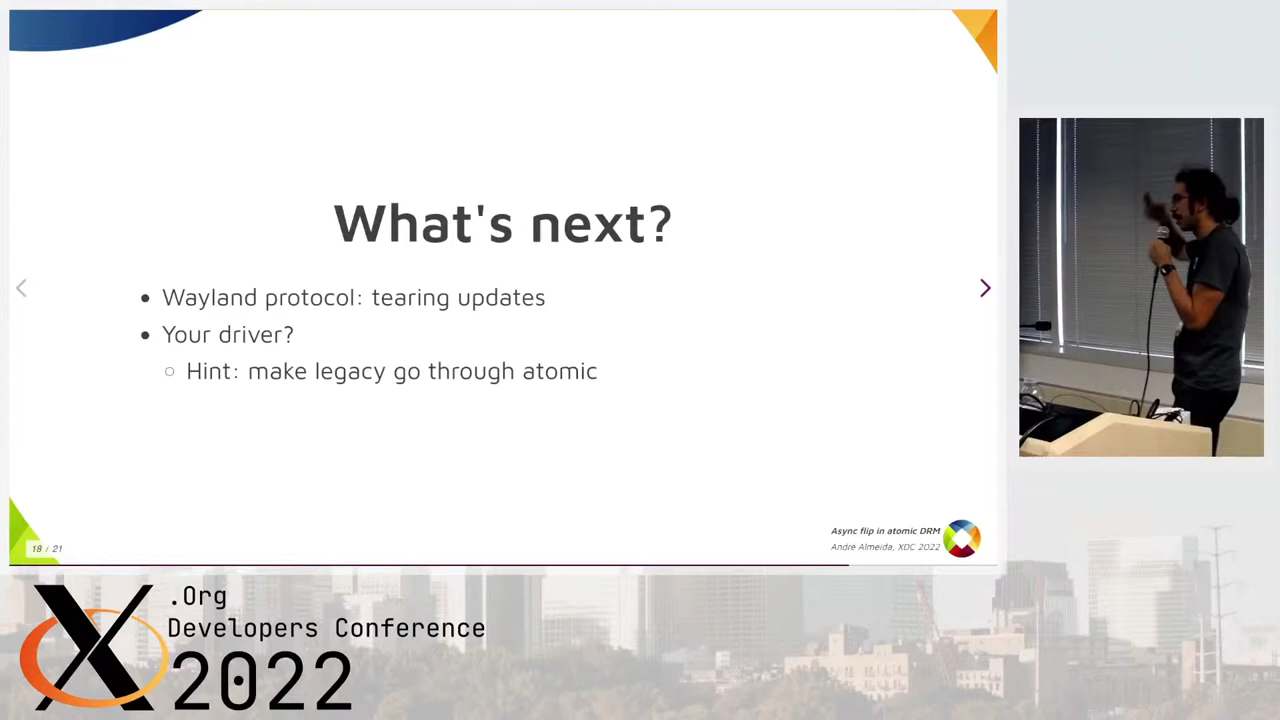 What's next?
• Wayland protocol: tearing updates
• Your driver?
○ Hint: make legacy go through atomic
Async flip in atomic DRM
André Almeida, XDC 2022
18 / 21
X
.Org
Developers Conference
2022